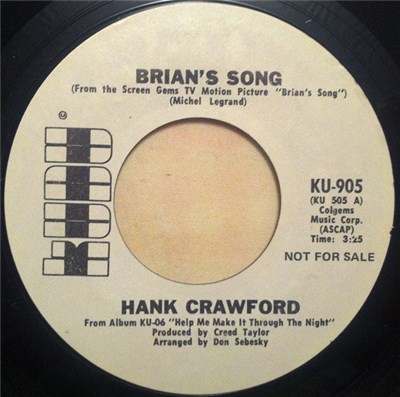 BRIAN'S SONG
(From the Screen Gems TV Motion Picture "Brian's Song")
(Michel Legrand)
KUDU
KU-905
(KU 505 A)
Colgems
Music Corp.
(ASCAP)
Time: 3:25
NOT FOR SALE
HANK CRAWFORD
From Album KU-06 "Help Me Make It Through The Night"
Produced by Creed Taylor
Arranged by Don Sebesky